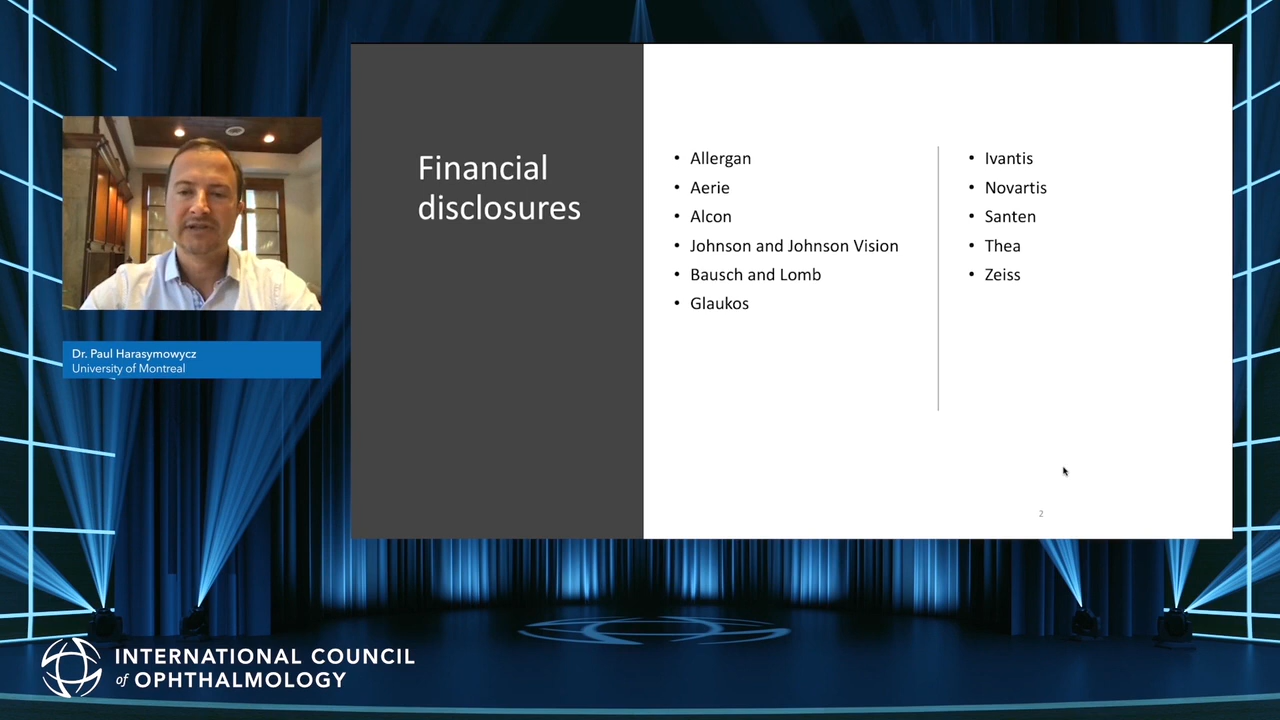 Financial
disclosures
• Allergan
• Aerie
• Alcon
• Johnson and Johnson Vision
• Bausch and Lomb
• Glaukos
• Ivantis
• Novartis
• Santen
• Thea
• Zeiss
2
Dr. Paul Harasymowycz
University of Montreal
INTERNATIONAL COUNCIL
of OPHTHALMOLOGY